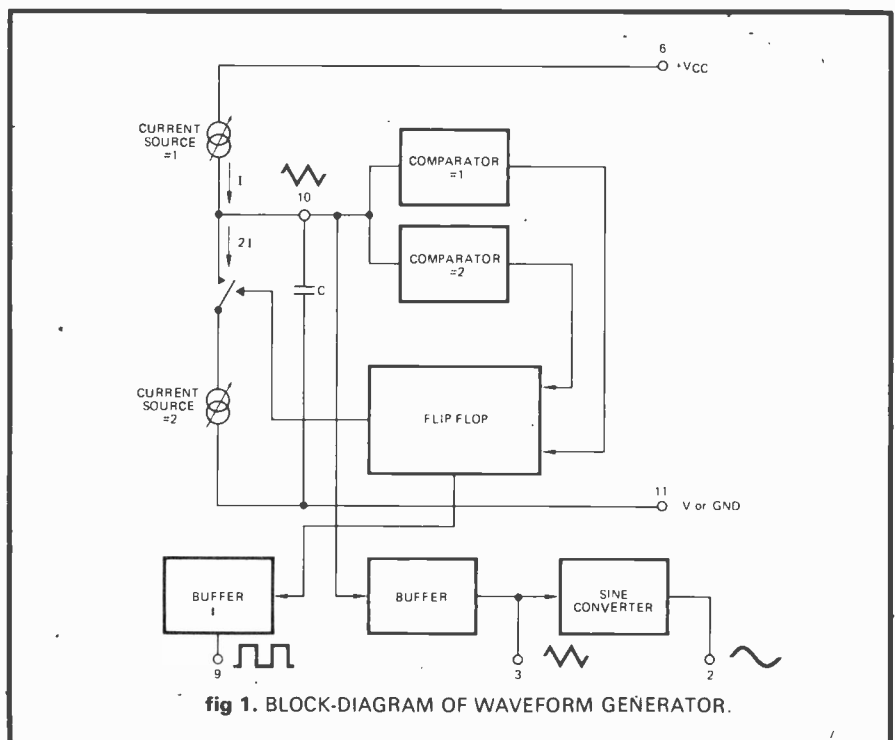 6
+VCC
CURRENT
SOURCE
=1
I
10
COMPARATOR
=1
2I
COMPARATOR
=2
C
CURRENT
SOURCE
=2
FLIP FLOP
11
V or GND
BUFFER
BUFFER
SINE
CONVERTER
9
3
2
fig 1. BLOCK-DIAGRAM OF WAVEFORM GENERATOR.